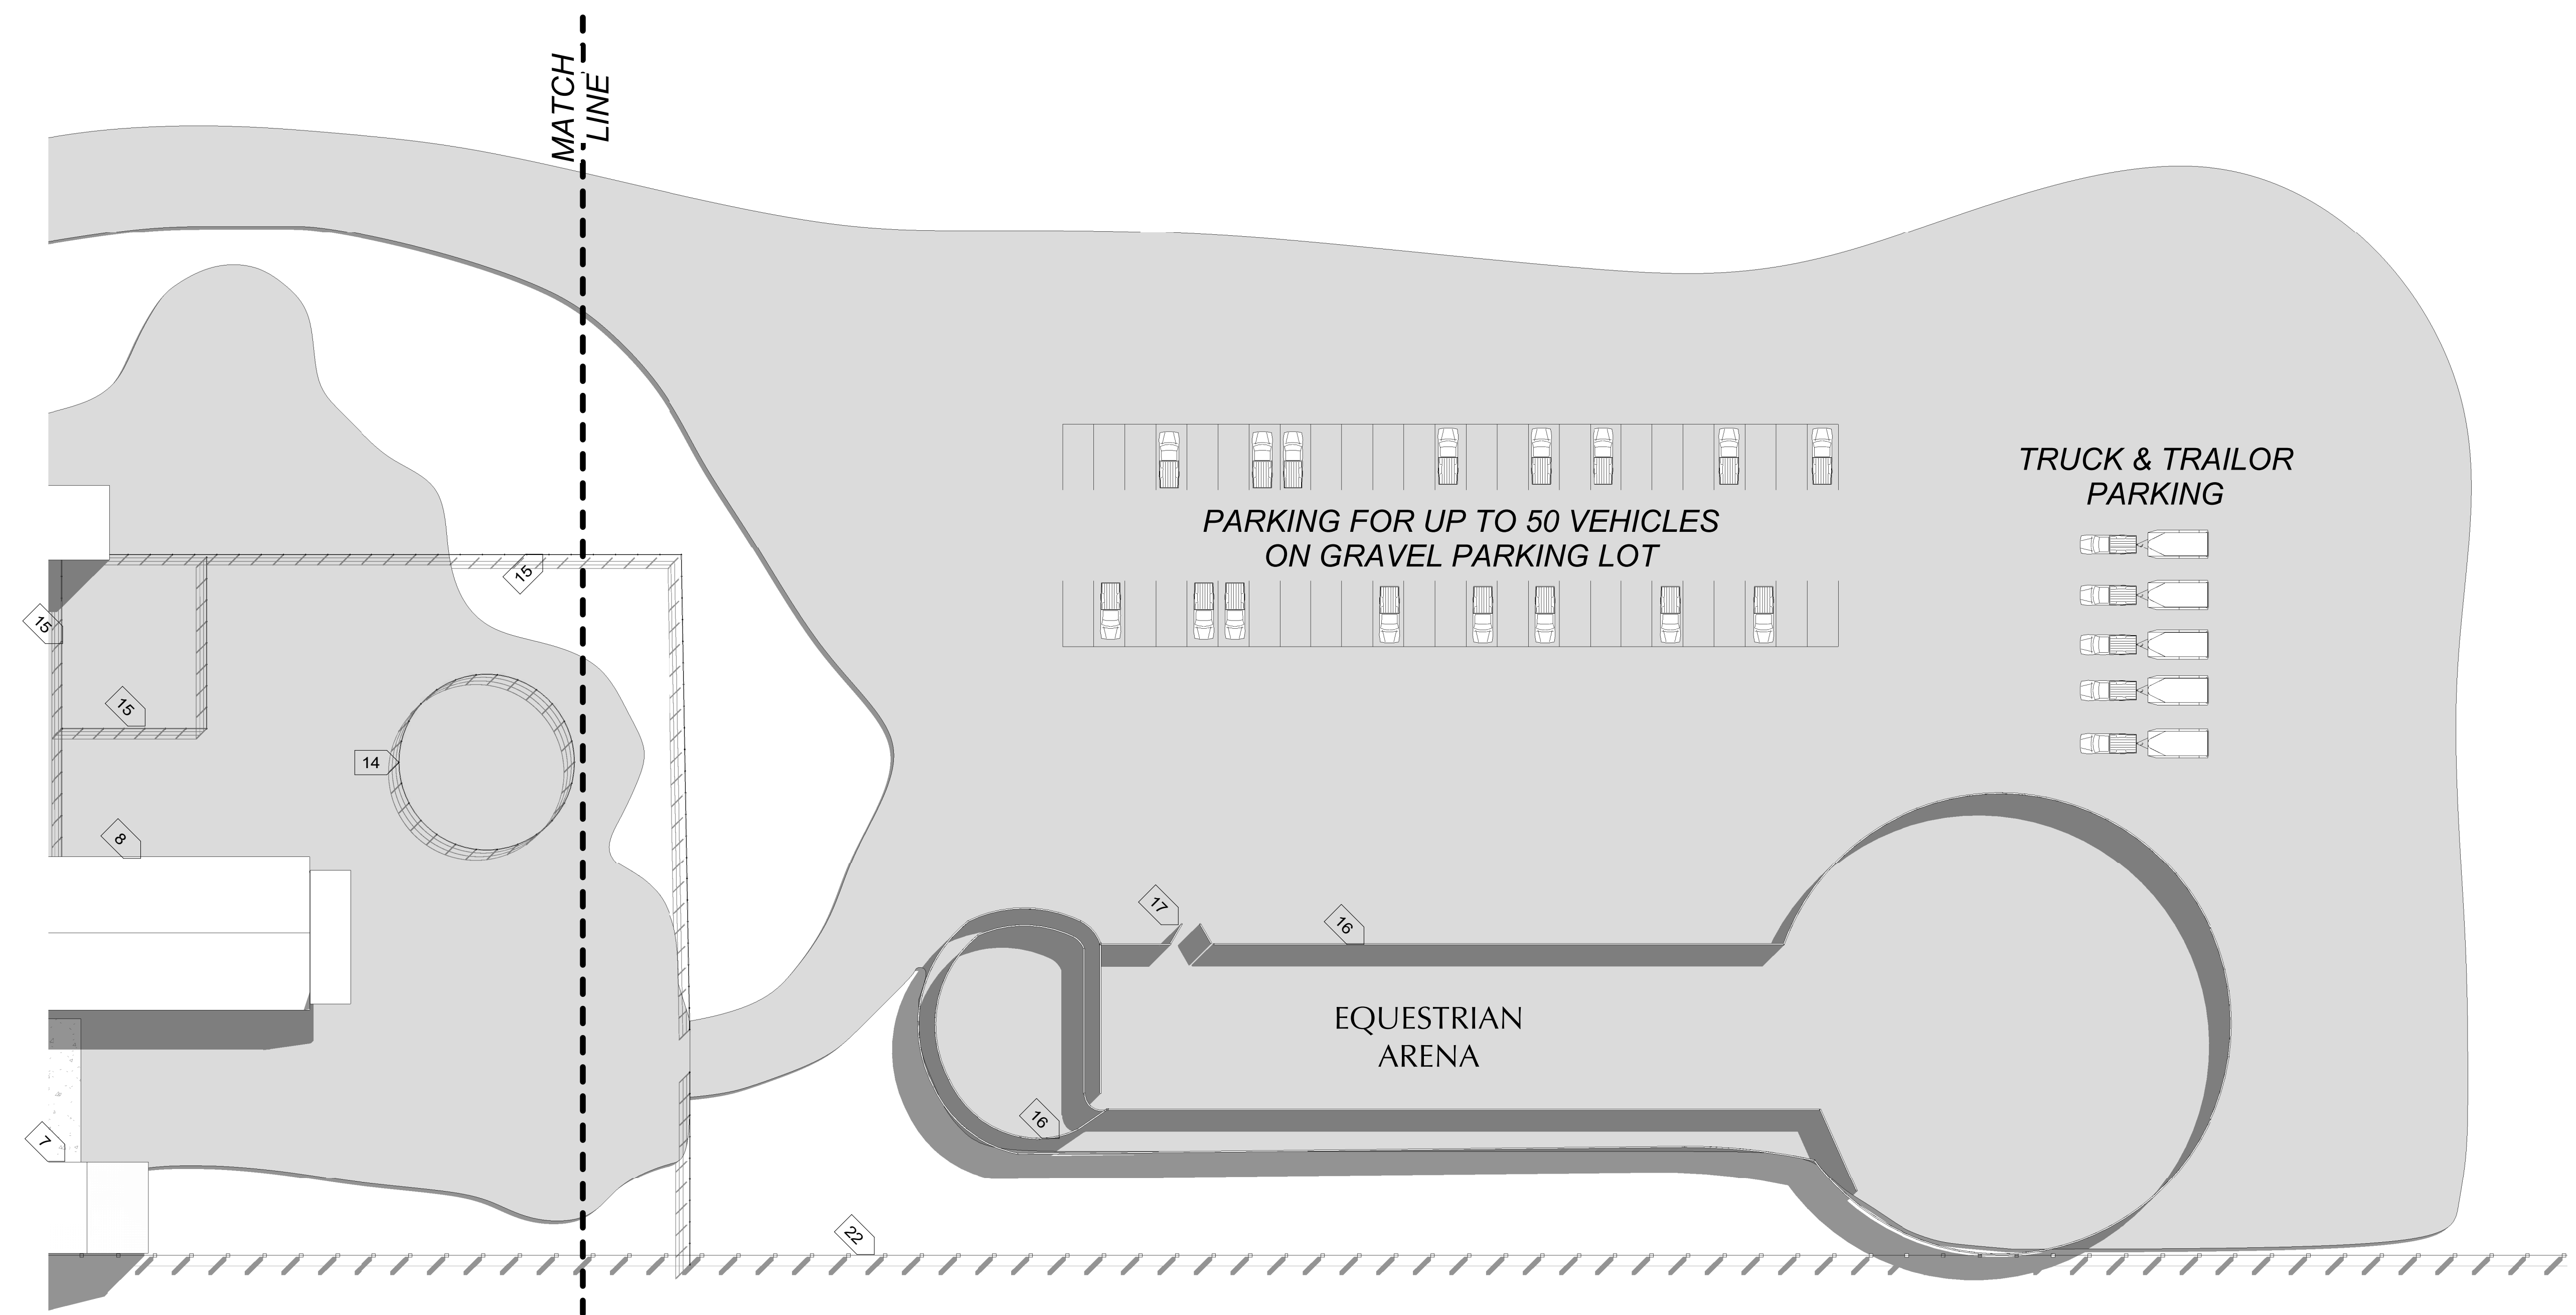 MATCH
LINE
TRUCK & TRAILOR
PARKING
PARKING FOR UP TO 50 VEHICLES
ON GRAVEL PARKING LOT
15
15
15
14
8
17
16
EQUESTRIAN
ARENA
16
7
22